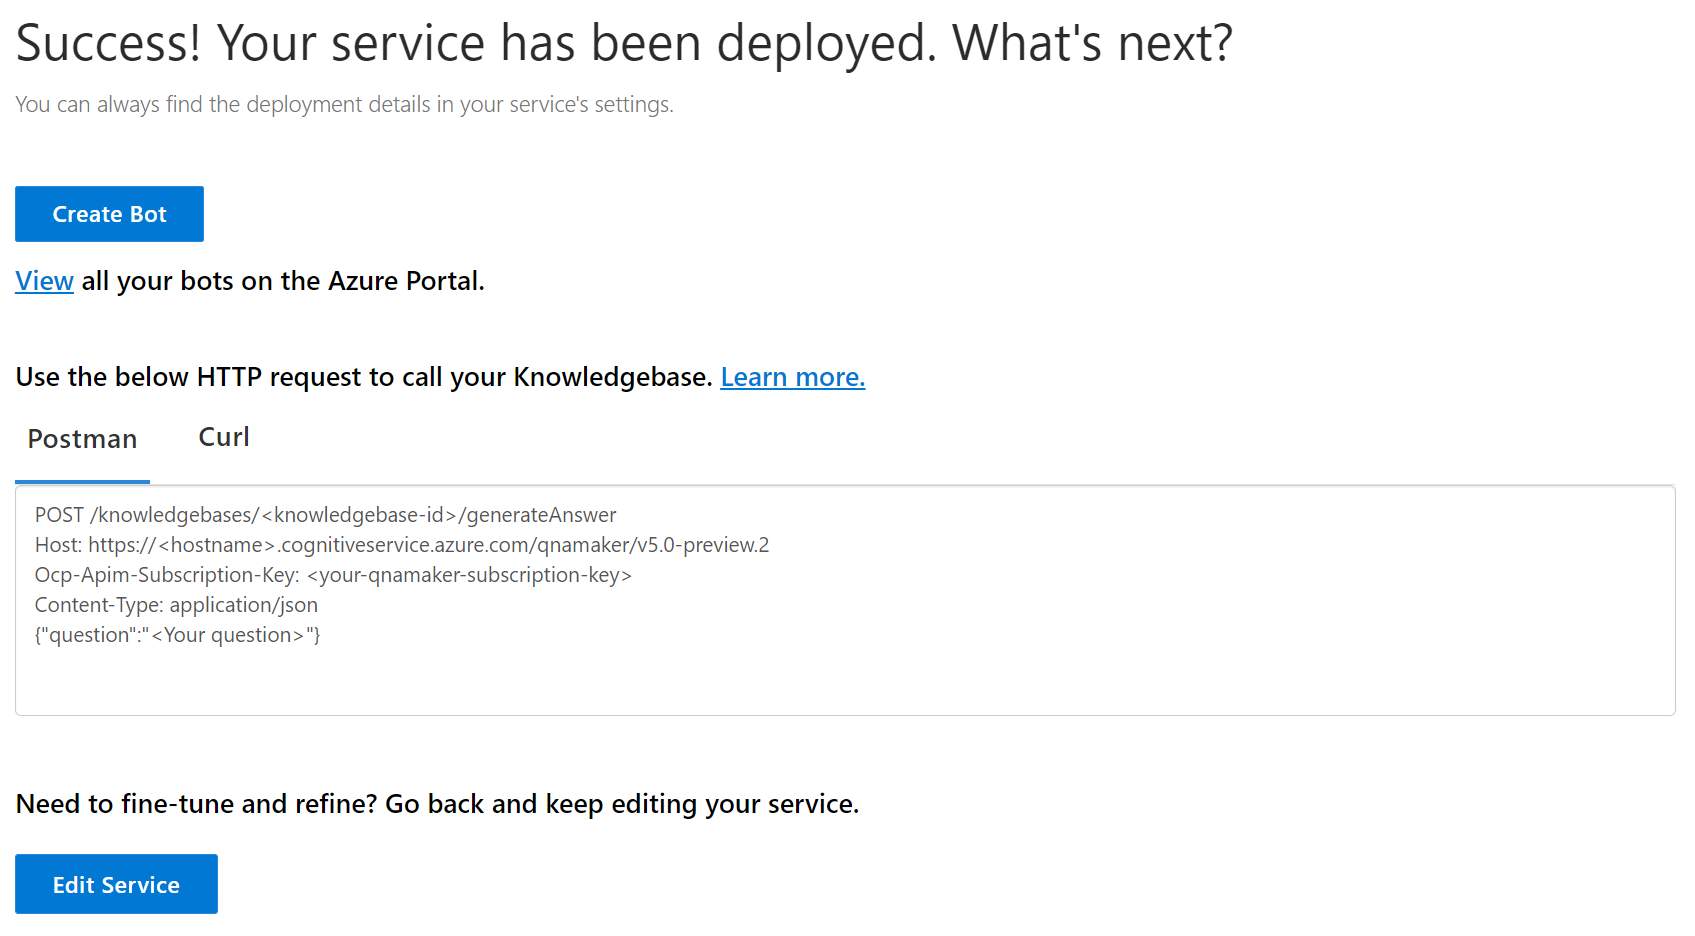 Success! Your service has been deployed. What's next?
You can always find the deployment details in your service's settings.
Create Bot
View all your bots on the Azure Portal.
Use the below HTTP request to call your Knowledgebase. Learn more.
Postman Curl
POST /knowledgebases/<knowledgebase-id>/generateAnswer
Host: https://<hostname>.cognitiveservice.azure.com/qnamaker/v5.0-preview.2
Ocp-Apim-Subscription-Key: <your-qnamaker-subscription-key>
Content-Type: application/json
{"question":"<Your question>"}
Need to fine-tune and refine? Go back and keep editing your service.
Edit Service